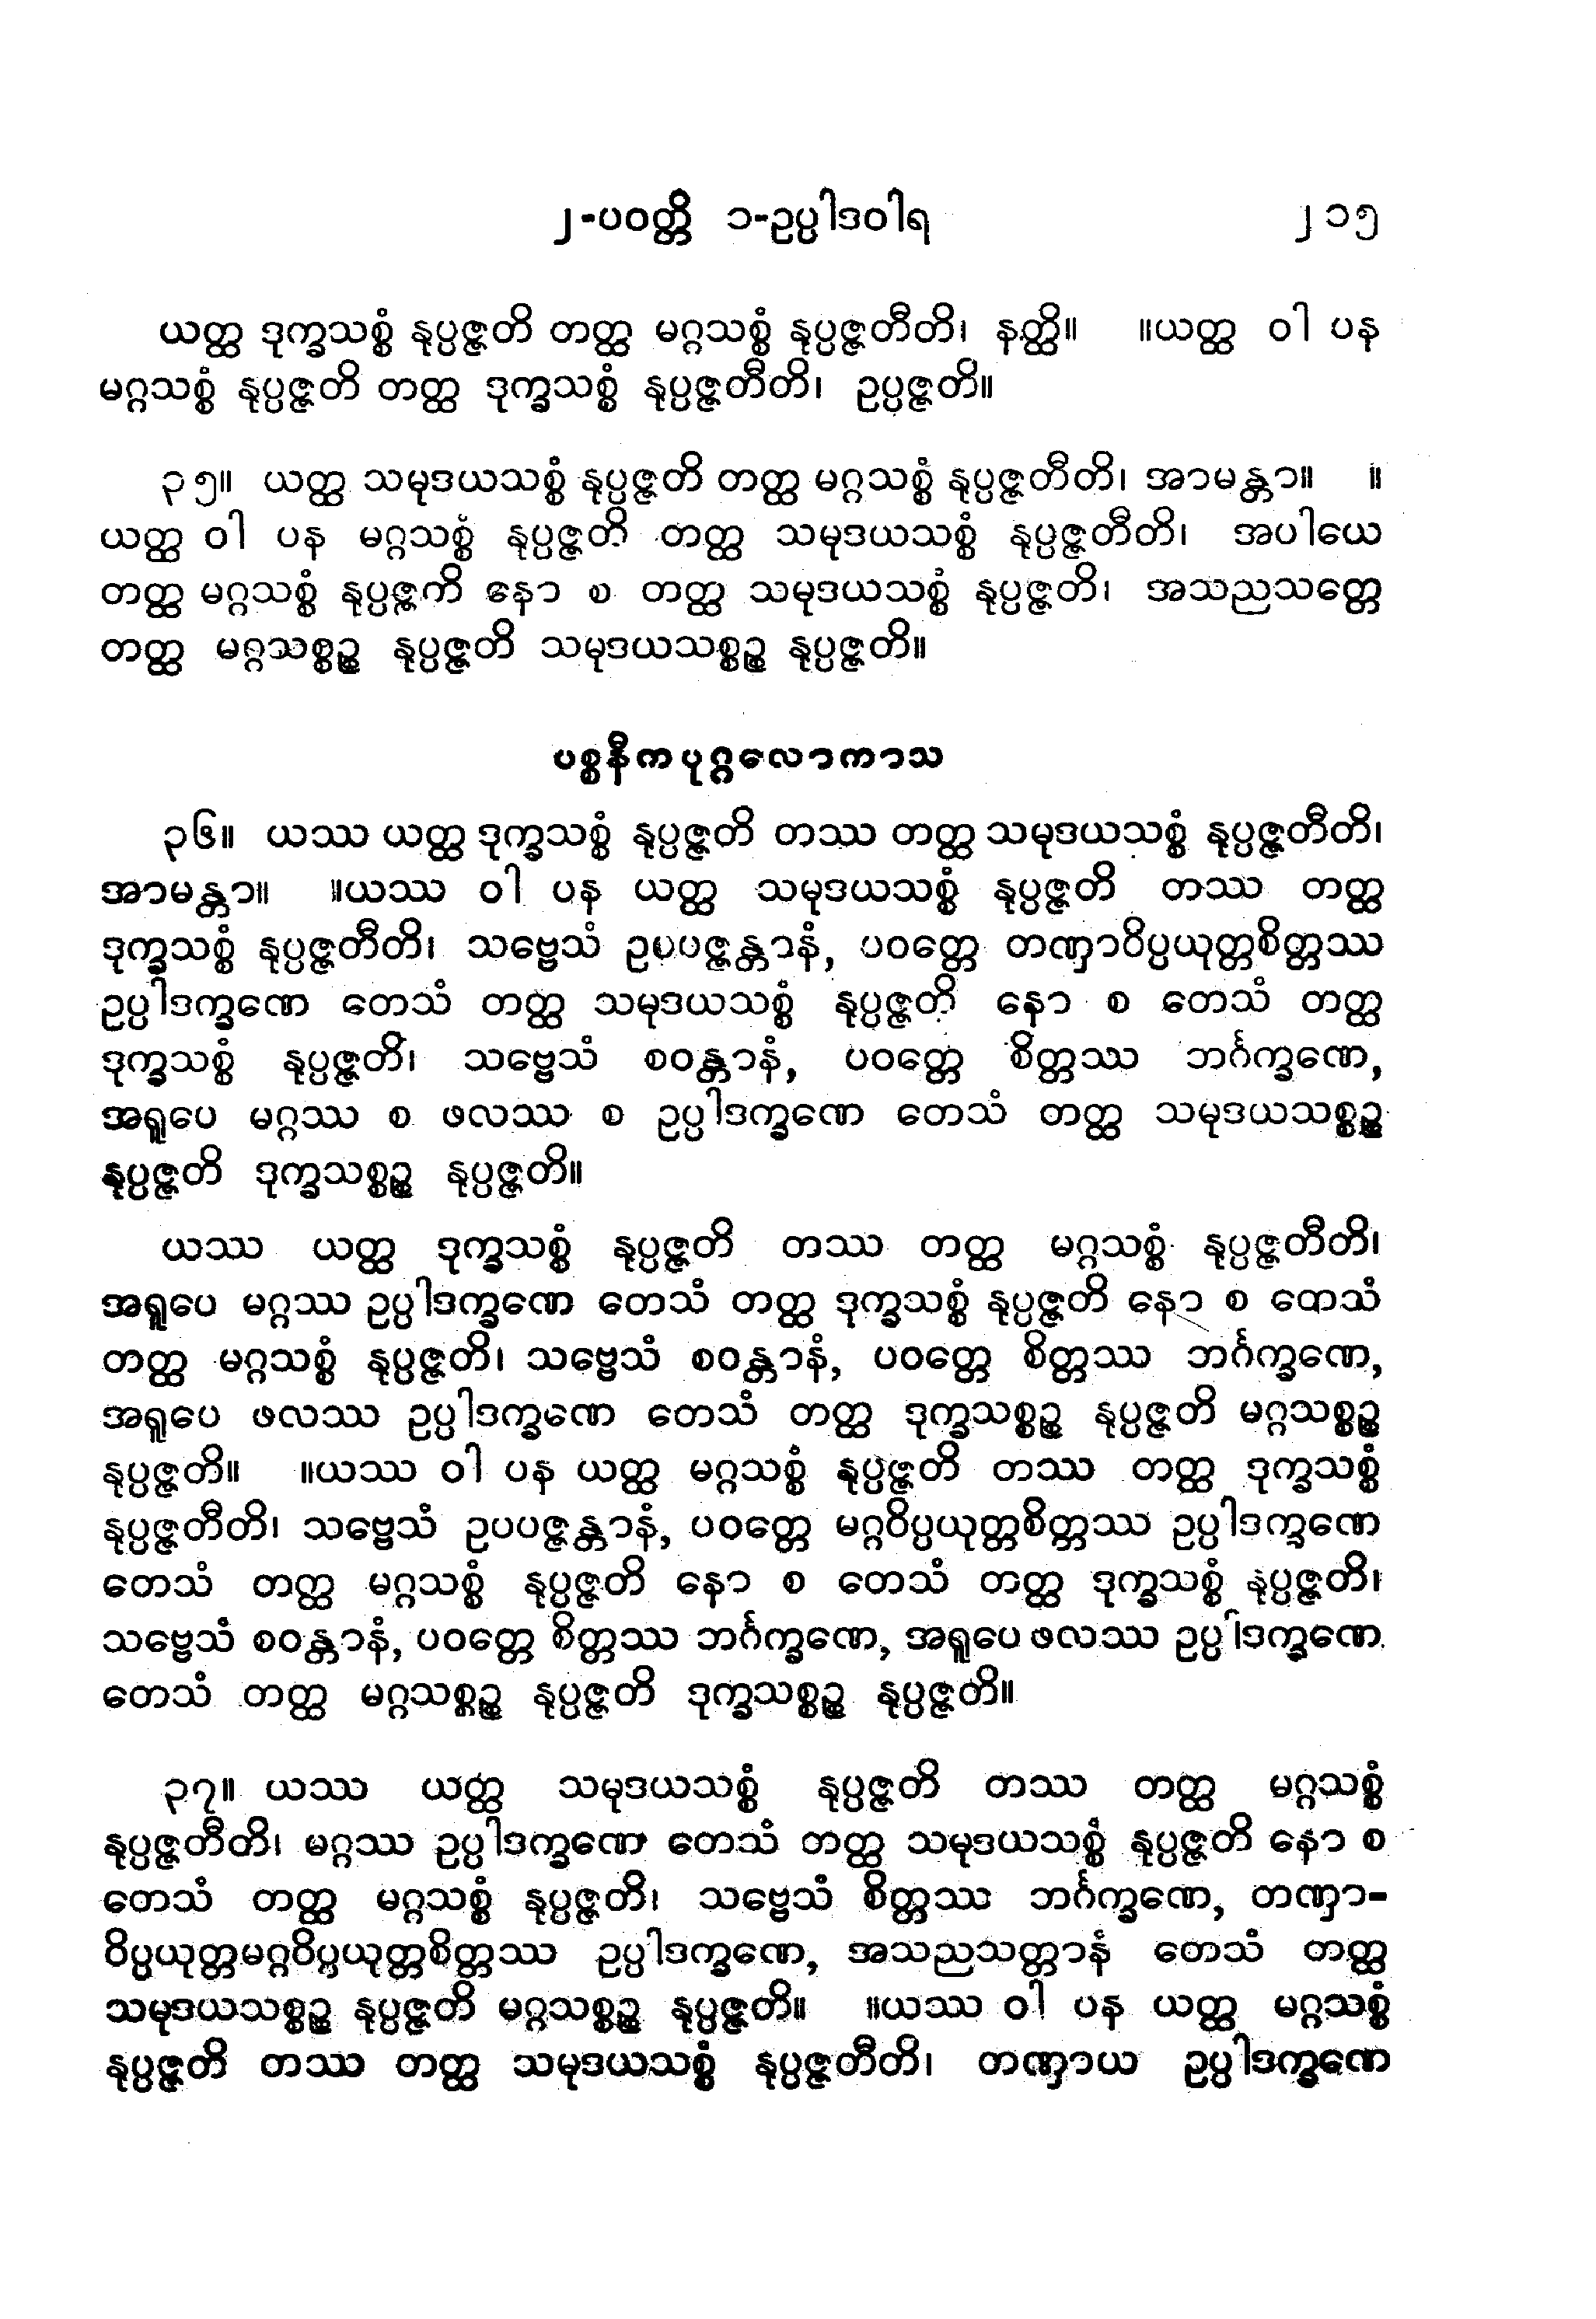 ၂-ပဝတ္တိ ၁-ဥပ္ပါဒဝါရ ၂၁၅
ယတ္ထ ဒုက္ခသစ္စံ နုပ္ပဇ္ဇတိ တတ္ထ မဂ္ဂသစ္စံ နုပ္ပဇ္ဇတီတိ၊ နတ္ထိ။ ။ယတ္ထ ဝါ ပန
မဂ္ဂသစ္စံ နုပ္ပဇ္ဇတိ တတ္ထ ဒုက္ခသစ္စံ နုပ္ပဇ္ဇတီတိ၊ ဥပ္ပဇ္ဇတိ။
၃၅။ ယတ္ထ သမုဒယသစ္စံ နုပ္ပဇ္ဇတိ တတ္ထ မဂ္ဂသစ္စံ နုပ္ပဇ္ဇတီတိ၊ အာမန္တာ။ ။
ယတ္ထ ဝါ ပန မဂ္ဂသစ္စံ နုပ္ပဇ္ဇတိ တတ္ထ သမုဒယသစ္စံ နုပ္ပဇ္ဇတီတိ၊ အပါယေ
တတ္ထ မဂ္ဂသစ္စံ နုပ္ပဇ္ဇကိ နော စ တတ္ထ သမုဒယသစ္စံ နုပ္ပဇ္ဇတိ၊ အသညသတ္တေ
တတ္ထ မဂ္ဂသစ္စဉ္စ နုပ္ပဇ္ဇတိ သမုဒယသစ္စဉ္စ နုပ္ပဇ္ဇတိ။
ပစ္စနီကပုဂ္ဂလောကာသ
၃၆။ ယဿ ယတ္ထ ဒုက္ခသစ္စံ နုပ္ပဇ္ဇတိ တဿ တတ္ထ သမုဒယသစ္စံ နုပ္ပဇ္ဇတီတိ၊
အာမန္တာ။ ။ယဿ ဝါ ပန ယတ္ထ သမုဒယသစ္စံ နုပ္ပဇ္ဇတိ တဿ တတ္ထ
ဒုက္ခသစ္စံ နုပ္ပဇ္ဇတီတိ၊ သဗ္ဗေသံ ဥပပဇ္ဇန္တာနံ, ပဝတ္တေ တဏှာဝိပ္ပယုတ္တစိတ္တဿ
ဥပ္ပါဒက္ခဏေ တေသံ တတ္ထ သမုဒယသစ္စံ နုပ္ပဇ္ဇတိ နော စ တေသံ တတ္ထ
ဒုက္ခသစ္စံ နုပ္ပဇ္ဇတိ၊ သဗ္ဗေသံ စဝန္တာနံ, ပဝတ္တေ စိတ္တဿ ဘင်္ဂက္ခဏေ,
အရူပေ မဂ္ဂဿ စ ဖလဿ စ ဥပ္ပါဒက္ခဏေ တေသံ တတ္ထ သမုဒယသစ္စဉ္စ
နုပ္ပဇ္ဇတိ ဒုက္ခသစ္စဉ္စ နုပ္ပဇ္ဇတိ။
ယဿ ယတ္ထ ဒုက္ခသစ္စံ နုပ္ပဇ္ဇတိ တဿ တတ္ထ မဂ္ဂသစ္စံ နုပ္ပဇ္ဇတီတိ၊
အရူပေ မဂ္ဂဿ ဥပ္ပါဒက္ခဏေ တေသံ တတ္ထ ဒုက္ခသစ္စံ နုပ္ပဇ္ဇတိ နော စ တေသံ
တတ္ထ မဂ္ဂသစ္စံ နုပ္ပဇ္ဇတိ၊ သဗ္ဗေသံ စဝန္တာနံ, ပဝတ္တေ စိတ္တဿ ဘင်္ဂက္ခဏေ,
အရူပေ ဖလဿ ဥပ္ပါဒက္ခဏေ တေသံ တတ္ထ ဒုက္ခသစ္စဉ္စ နုပ္ပဇ္ဇတိ မဂ္ဂသစ္စဉ္စ
နုပ္ပဇ္ဇတိ။ ။ယဿ ဝါ ပန ယတ္ထ မဂ္ဂသစ္စံ နုပ္ပဇ္ဇတိ တဿ တတ္ထ ဒုက္ခသစ္စံ
နုပ္ပဇ္ဇတီတိ၊ သဗ္ဗေသံ ဥပပဇ္ဇန္တာနံ, ပဝတ္တေ မဂ္ဂဝိပ္ပယုတ္တစိတ္တဿ ဥပ္ပါဒက္ခဏေ
တေသံ တတ္ထ မဂ္ဂသစ္စံ နုပ္ပဇ္ဇတိ နော စ တေသံ တတ္ထ ဒုက္ခသစ္စံ နုပ္ပဇ္ဇတိ၊
သဗ္ဗေသံ စဝန္တာနံ, ပဝတ္တေ စိတ္တဿ ဘင်္ဂက္ခဏေ, အရူပေ ဖလဿ ဥပ္ပါဒက္ခဏေ
တေသံ တတ္ထ မဂ္ဂသစ္စဉ္စ နုပ္ပဇ္ဇတိ ဒုက္ခသစ္စဉ္စ နုပ္ပဇ္ဇတိ။
၃၇။ ယဿ ယတ္ထ သမုဒယသစ္စံ နုပ္ပဇ္ဇတိ တဿ တတ္ထ မဂ္ဂသစ္စံ
နုပ္ပဇ္ဇတီတိ၊ မဂ္ဂဿ ဥပ္ပါဒက္ခဏေ တေသံ တတ္ထ သမုဒယသစ္စံ နုပ္ပဇ္ဇတိ နော စ
တေသံ တတ္ထ မဂ္ဂသစ္စံ နုပ္ပဇ္ဇတိ၊ သဗ္ဗေသံ စိတ္တဿ ဘင်္ဂက္ခဏေ, တဏှာ-
ဝိပ္ပယုတ္တမဂ္ဂဝိပ္ပယုတ္တစိတ္တဿ ဥပ္ပါဒက္ခဏေ, အသညသတ္တာနံ တေသံ တတ္ထ
သမုဒယသစ္စဉ္စ နုပ္ပဇ္ဇတိ မဂ္ဂသစ္စဉ္စ နုပ္ပဇ္ဇတိ။ ။ယဿ ဝါ ပန ယတ္ထ မဂ္ဂသစ္စံ
နုပ္ပဇ္ဇတိ တဿ တတ္ထ သမုဒယသစ္စံ နုပ္ပဇ္ဇတီတိ၊ တဏှာယ ဥပ္ပါဒက္ခဏေ